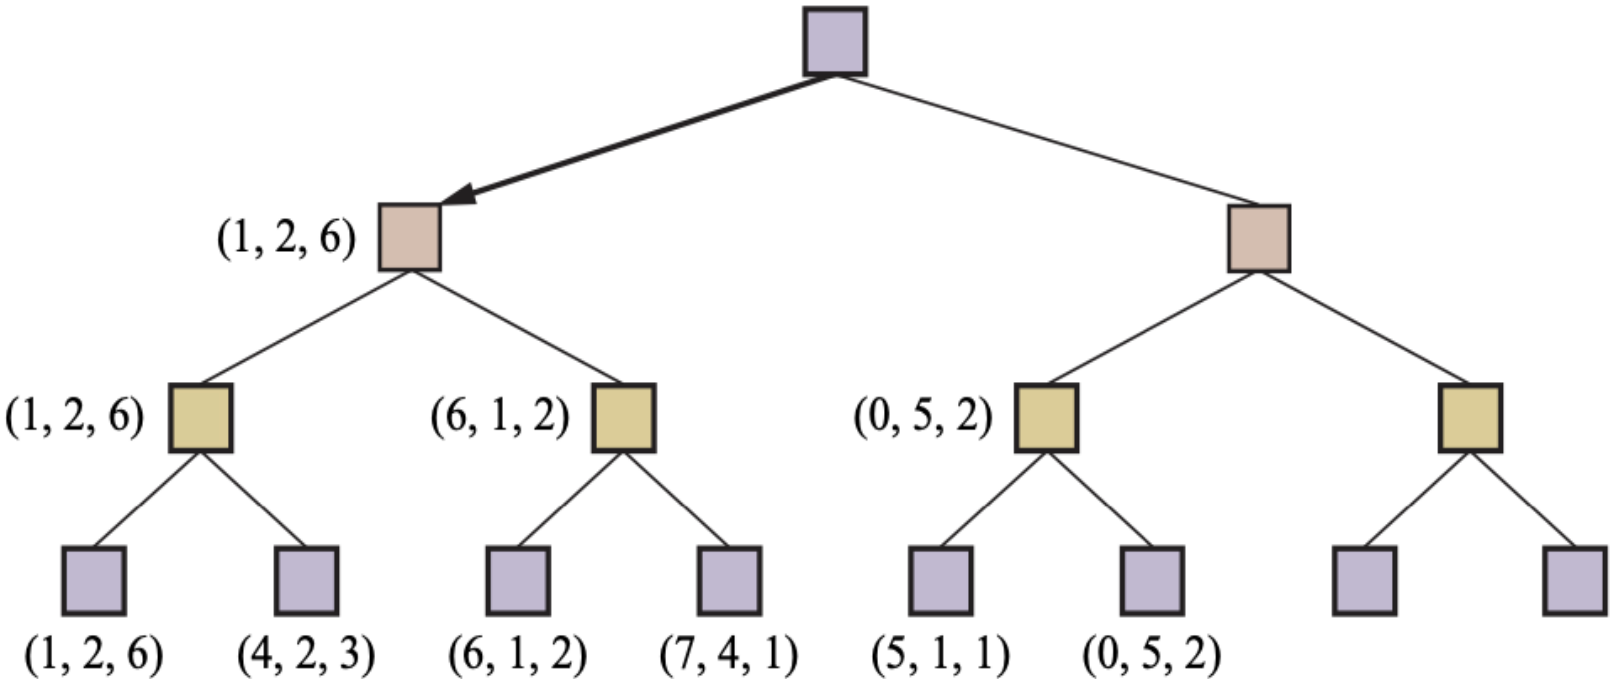 (1, 2, 6)
(1, 2, 6) (6, 1, 2) (0, 5, 2)
(1, 2, 6) (4, 2, 3) (6, 1, 2) (7, 4, 1) (5, 1, 1) (0, 5, 2)